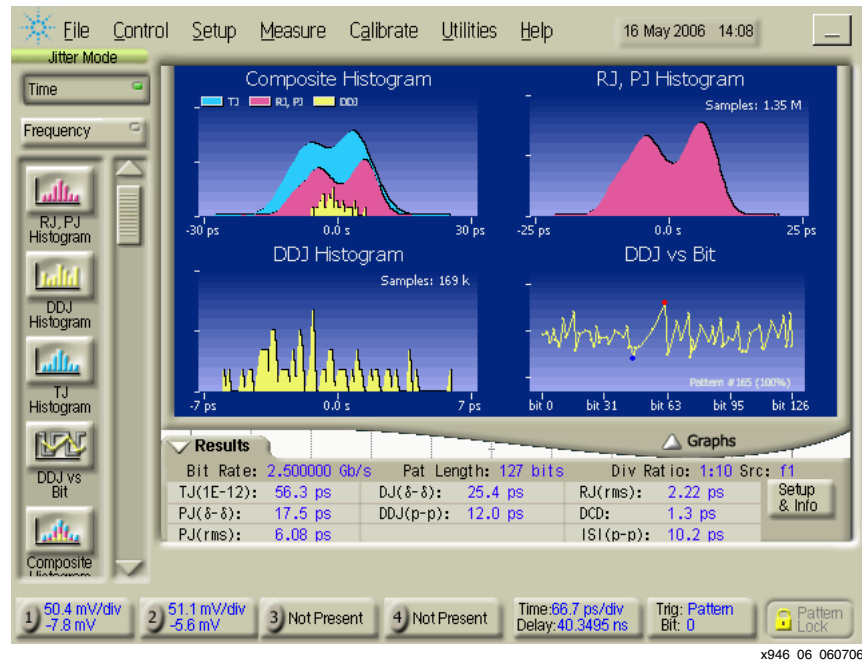 File Control Setup Measure Calibrate Utilities Help 16 May 2006 14:08
Jitter Mode
Time
Frequency
RJ, PJ
Histogram
DDJ
Histogram
TJ
Histogram
DDJ vs
Bit
Composite
Composite Histogram
TJ RJ, PJ DDJ
-30 ps 0.0 s 30 ps
RJ, PJ Histogram
Samples: 1.35 M
-25 ps 0.0 s 25 ps
DDJ Histogram
Samples: 169 k
-7 ps 0.0 s 7 ps
DDJ vs Bit
Pattern #165 (100%)
bit 0 bit 31 bit 63 bit 95 bit 126
Results
Graphs
Bit Rate: 2.500000 Gb/s Pat Length: 127 bits Div Ratio: 1:10 Src: f1
TJ(1E-12): 56.3 ps DJ(δ-δ): 25.4 ps RJ(rms): 2.22 ps
PJ(δ-δ): 17.5 ps DDJ(p-p): 12.0 ps DCD: 1.3 ps
PJ(rms): 6.08 ps ISI(p-p): 10.2 ps
Setup
& Info
1) 50.4 mV/div
-7.8 mV
2) 51.1 mV/div
-5.6 mV
3) Not Present
4) Not Present
Time:66.7 ps/div
Delay:40.3495 ns
Trig: Pattern
Bit: 0
Pattern
Lock
x946_06_060706